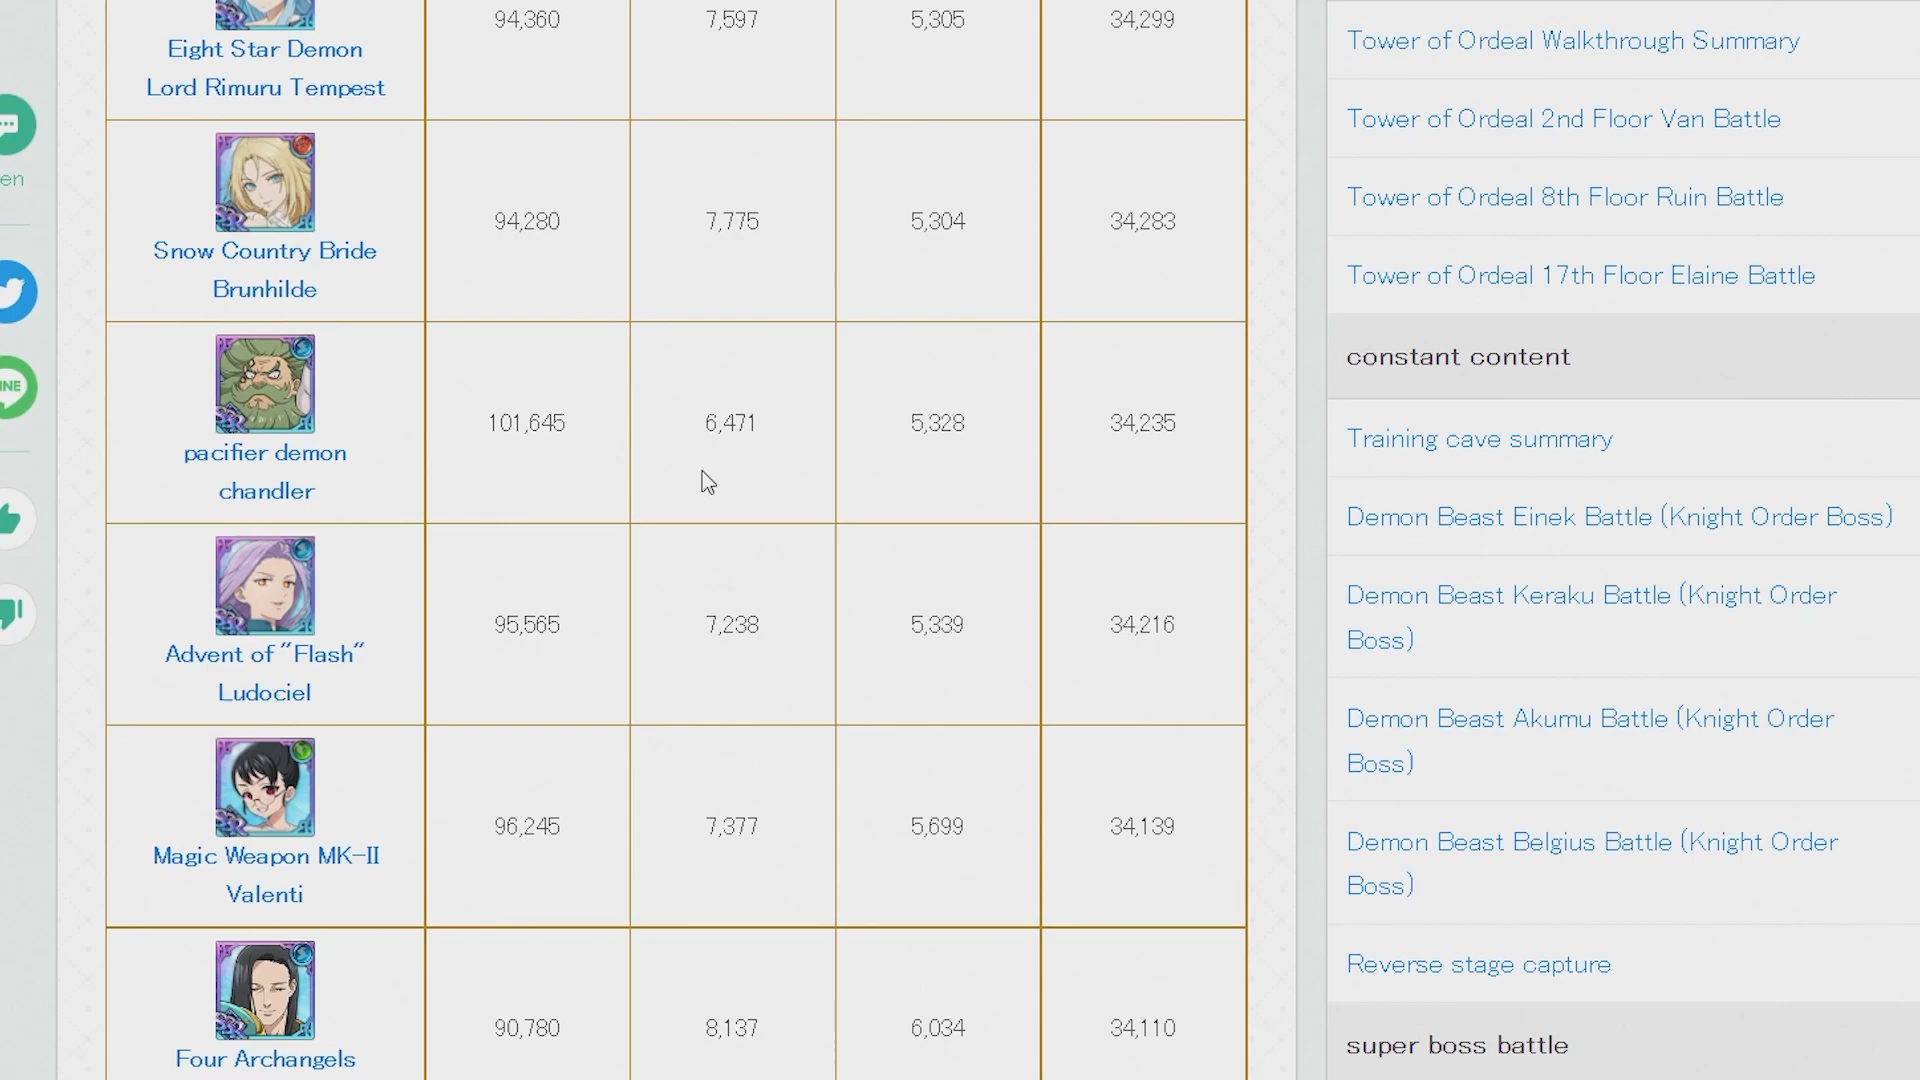 94,360 7,597 5,305 34,299
Eight Star Demon
Lord Rimuru Tempest
94,280 7,775 5,304 34,283
Snow Country Bride
Brunhilde
101,645 6,471 5,328 34,235
pacifier demon
chandler
95,565 7,238 5,339 34,216
Advent of "Flash"
Ludociel
96,245 7,377 5,699 34,139
Magic Weapon MK-II
Valenti
90,780 8,137 6,034 34,110
Four Archangels
en
INE
Tower of Ordeal Walkthrough Summary
Tower of Ordeal 2nd Floor Van Battle
Tower of Ordeal 8th Floor Ruin Battle
Tower of Ordeal 17th Floor Elaine Battle
constant content
Training cave summary
Demon Beast Einek Battle (Knight Order Boss)
Demon Beast Keraku Battle (Knight Order
Boss)
Demon Beast Akumu Battle (Knight Order
Boss)
Demon Beast Belgius Battle (Knight Order
Boss)
Reverse stage capture
super boss battle